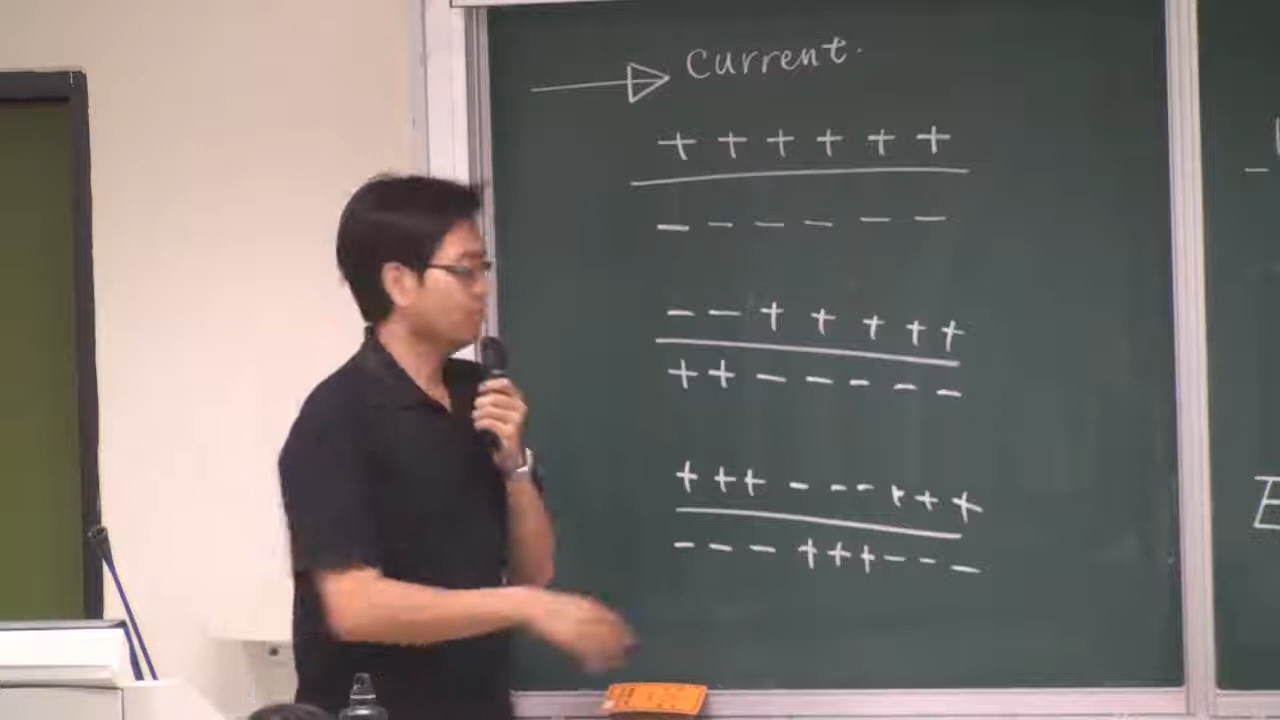 Current.
+ + + + + +
− − − − − −
− − + + + + +
+ + − − − − −
+ + + − − − + + +
− − − + + + − − −
E